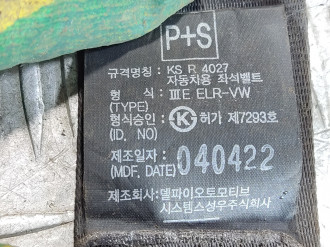 P+S
규격명칭 : KS R 4027
자동차용 좌석벨트
형 식 : ⅢE ELR-VW
(TYPE)
형식승인 : K 허가 제7293호
(ID. NO)
제조일자 : 040422
(MDF. DATE)
제조회사 : 델파이오토모티브
시스템스성우주식회사